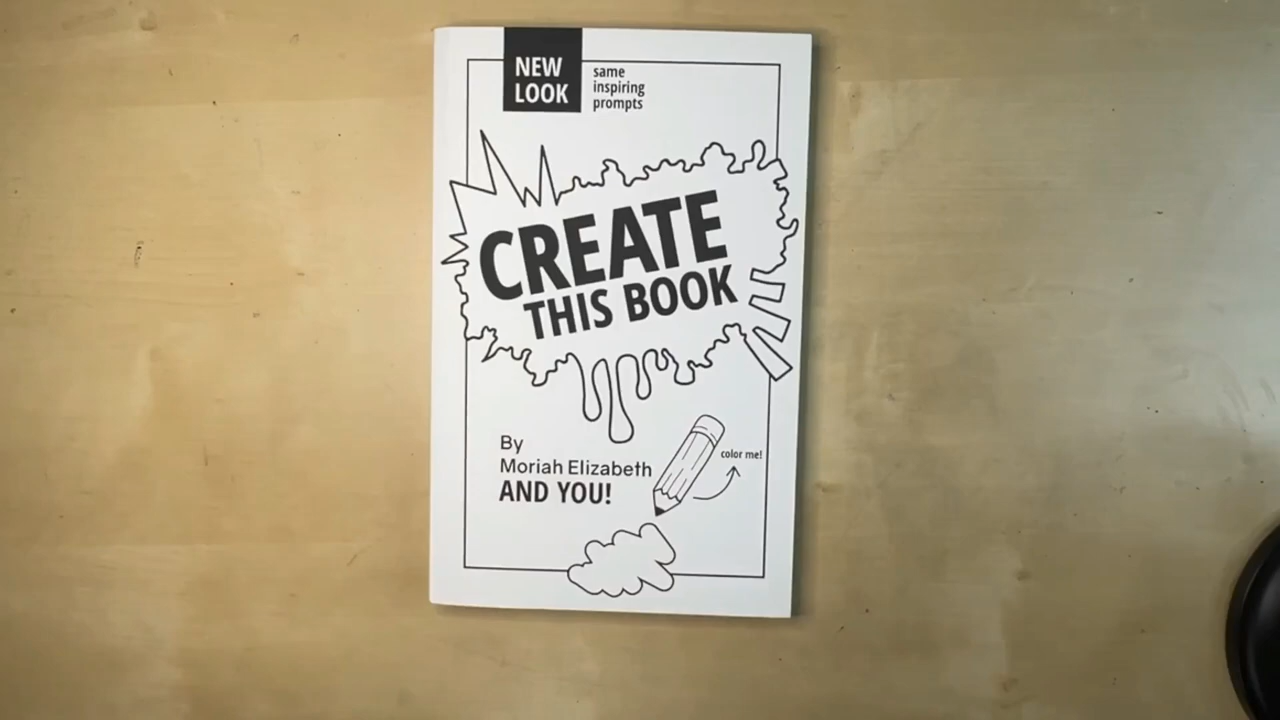 NEW
LOOK
same
inspiring
prompts
CREATE
THIS BOOK
By
Moriah Elizabeth
AND YOU!
color me!